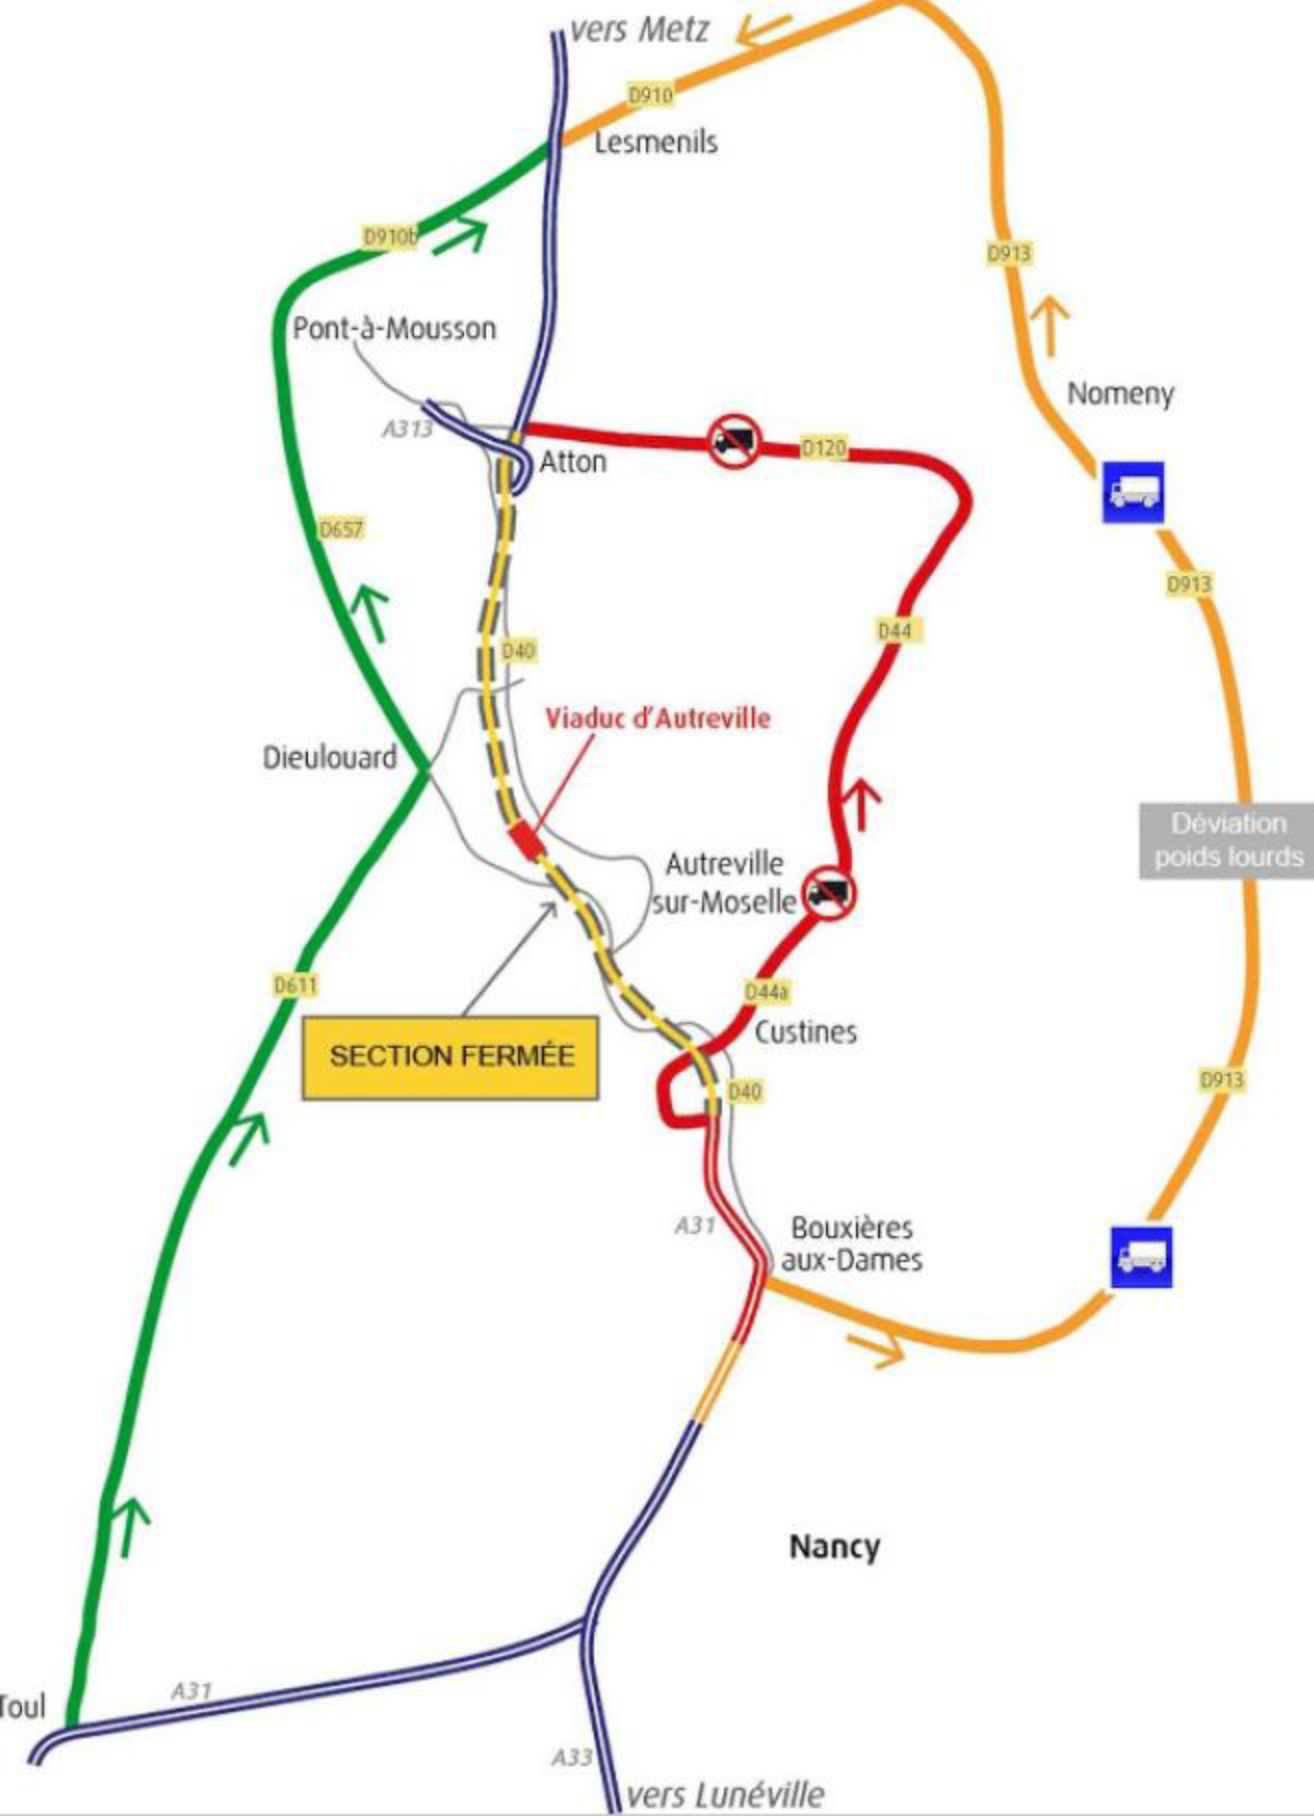 vers Metz
D910
Lesmenils
D910b
D913
Pont-à-Mousson
Nomeny
A313
D120
Atton
D657
D913
D44
D40
Viaduc d'Autreville
Dieulouard
Déviation
poids lourds
Autreville
sur-Moselle
D611
D44a
Custines
SECTION FERMÉE
D913
D40
A31
Bouxières
aux-Dames
Nancy
A31
Toul
A33
vers Lunéville